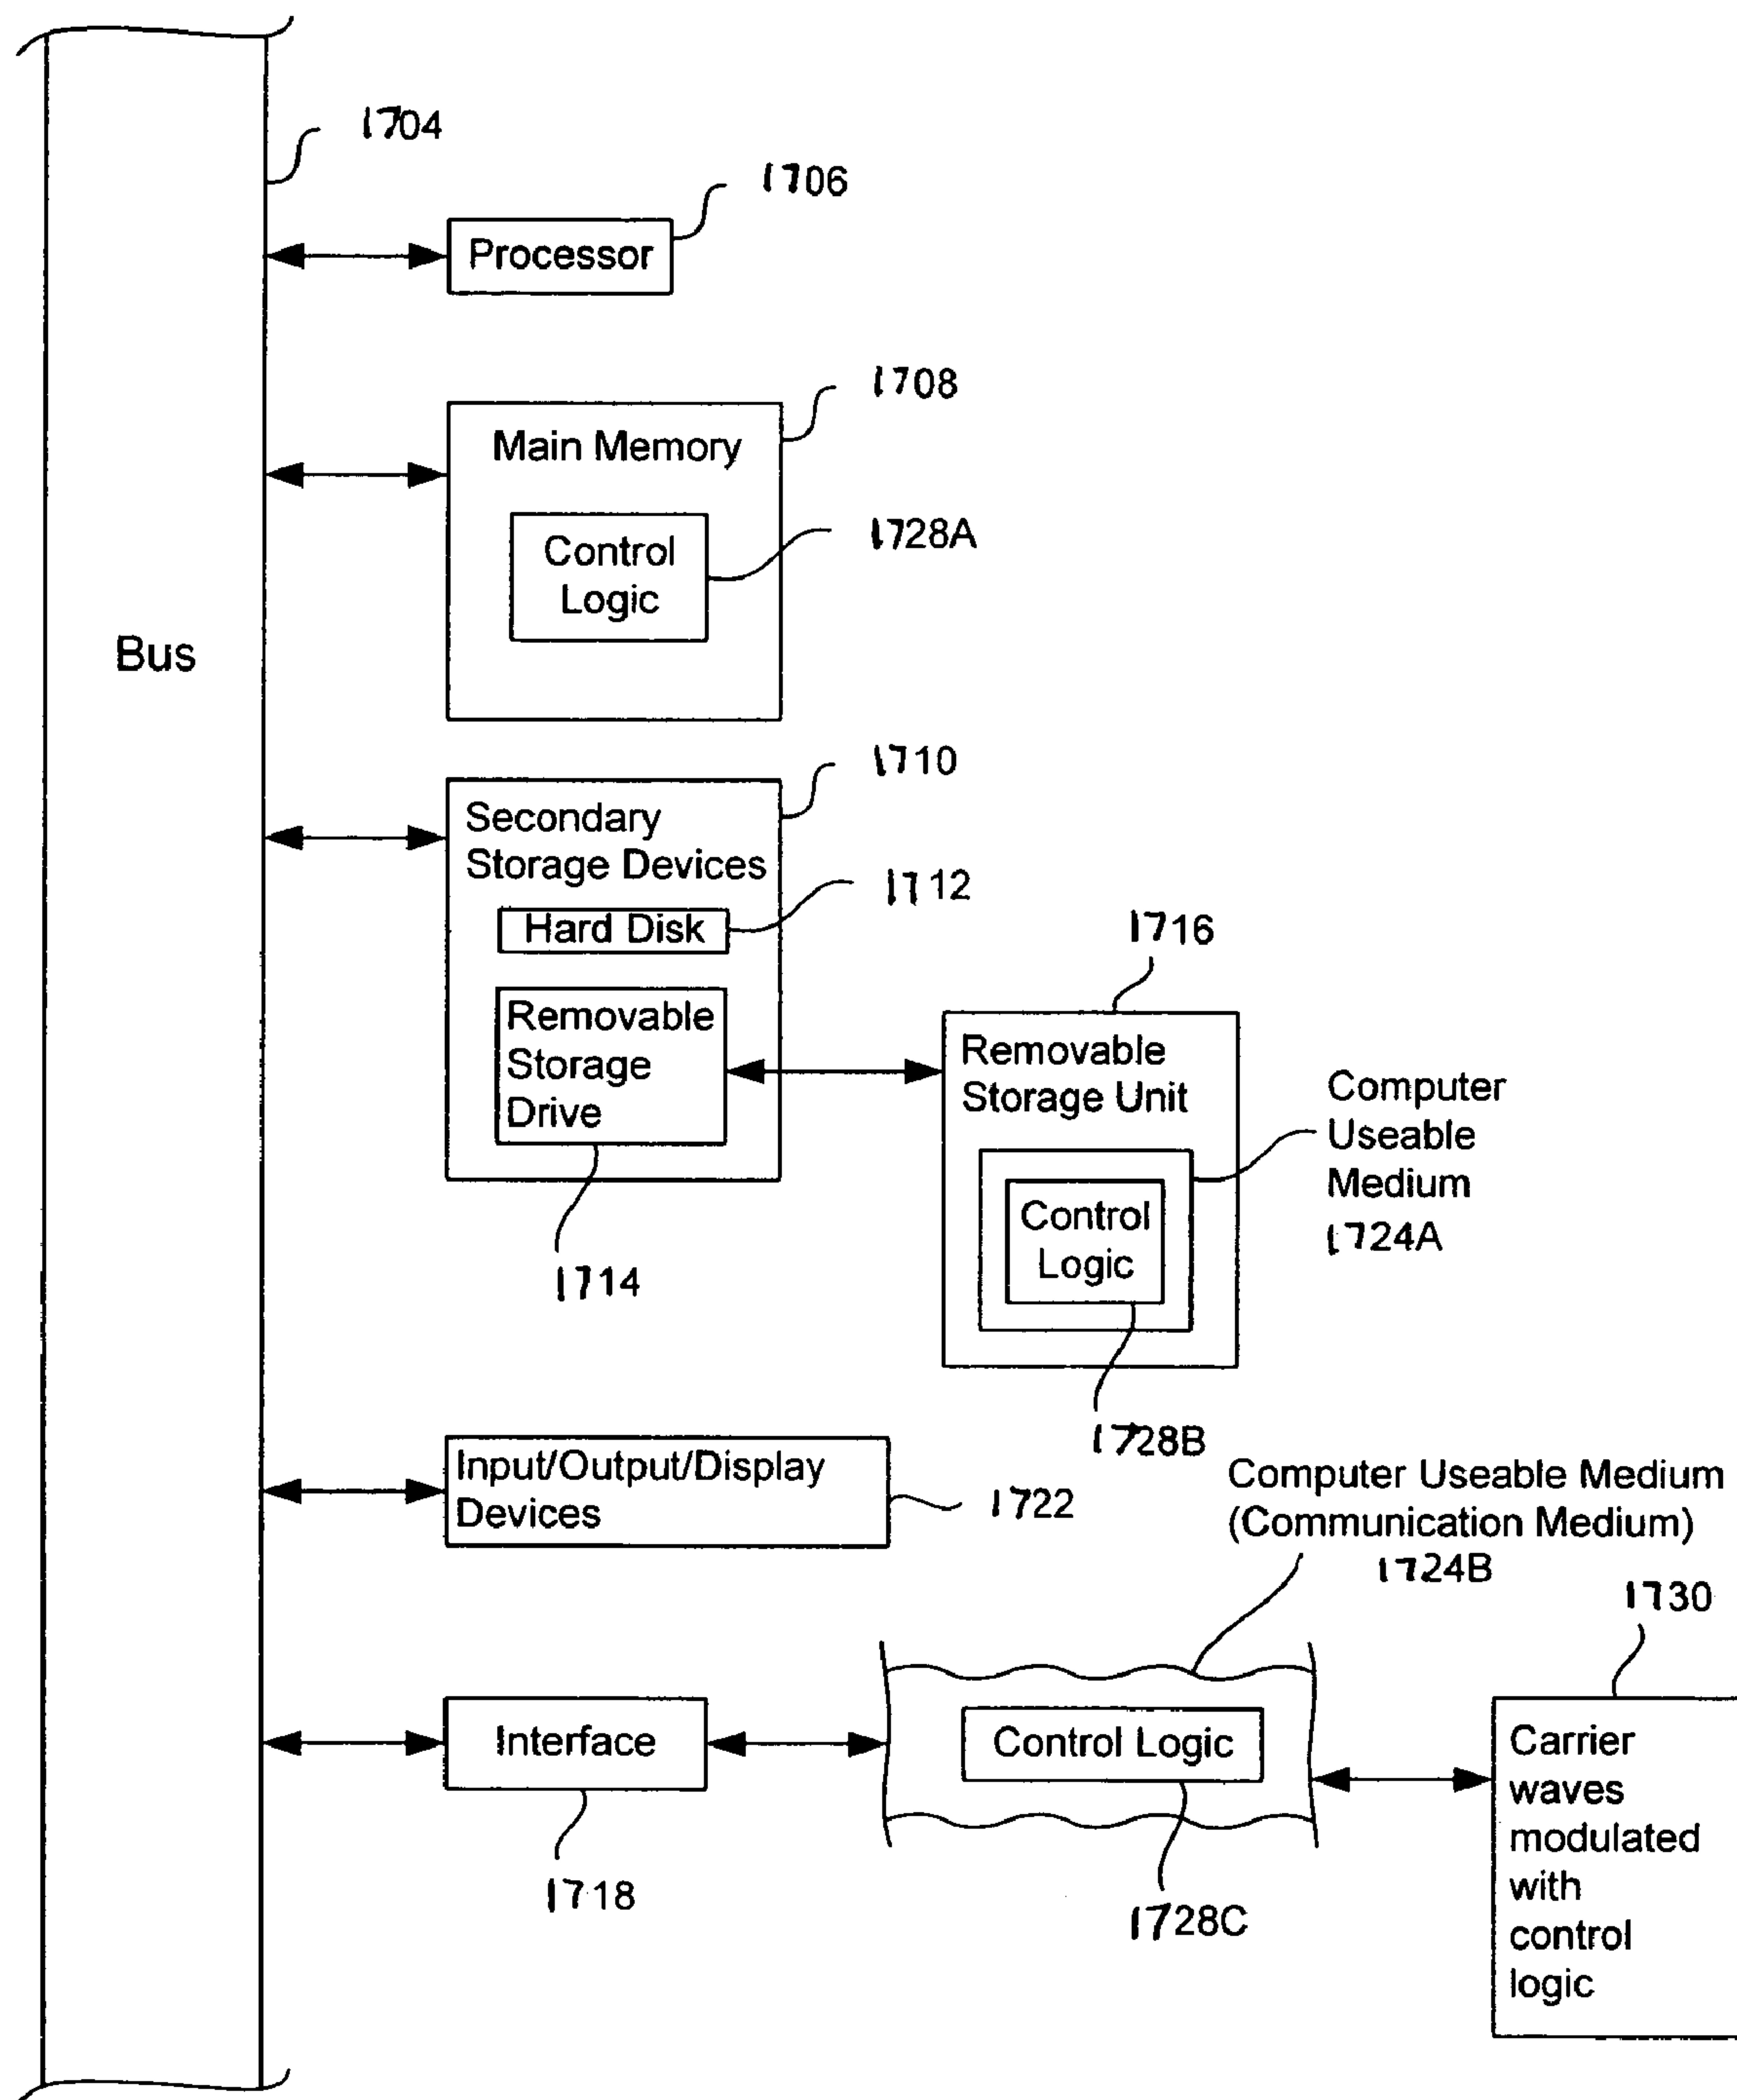 1704
1706
Processor
1708
Main Memory
Control
Logic
1728A
Bus
1710
Secondary
Storage Devices
1712
Hard Disk
1716
Removable
Storage
Drive
Removable
Storage Unit
Computer
Useable
Medium
1724A
Control
Logic
1714
1728B
Input/Output/Display
Devices
1722
Computer Useable Medium
(Communication Medium)
1724B
1730
Interface
Control Logic
Carrier
waves
modulated
with
control
logic
1718
1728C